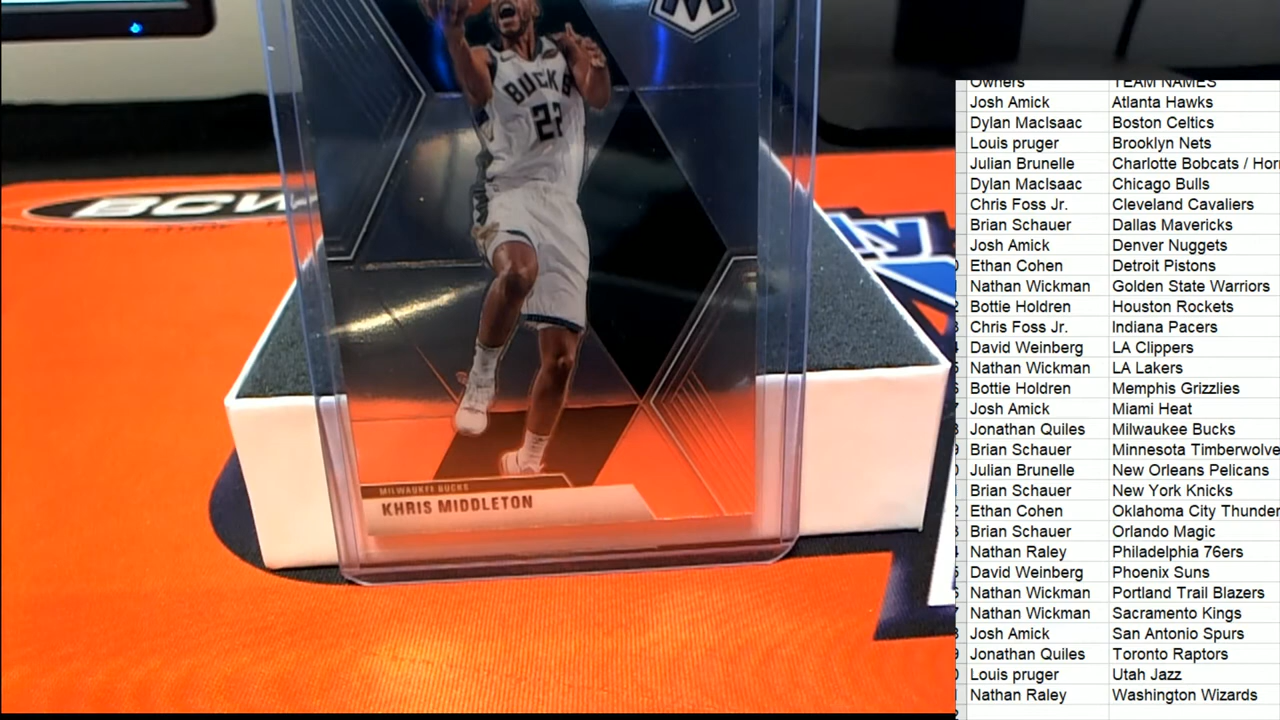 BCW
BUCKS
22
MILWAUKEE BUCKS
KHRIS MIDDLETON
Owners TEAM NAMES
Josh Amick Atlanta Hawks
Dylan MacIsaac Boston Celtics
Louis pruger Brooklyn Nets
Julian Brunelle Charlotte Bobcats / Hor
Dylan MacIsaac Chicago Bulls
Chris Foss Jr. Cleveland Cavaliers
Brian Schauer Dallas Mavericks
Josh Amick Denver Nuggets
Ethan Cohen Detroit Pistons
Nathan Wickman Golden State Warriors
Bottie Holdren Houston Rockets
Chris Foss Jr. Indiana Pacers
David Weinberg LA Clippers
Nathan Wickman LA Lakers
Bottie Holdren Memphis Grizzlies
Josh Amick Miami Heat
Jonathan Quiles Milwaukee Bucks
Brian Schauer Minnesota Timberwolve
Julian Brunelle New Orleans Pelicans
Brian Schauer New York Knicks
Ethan Cohen Oklahoma City Thunder
Brian Schauer Orlando Magic
Nathan Raley Philadelphia 76ers
David Weinberg Phoenix Suns
Nathan Wickman Portland Trail Blazers
Nathan Wickman Sacramento Kings
Josh Amick San Antonio Spurs
Jonathan Quiles Toronto Raptors
Louis pruger Utah Jazz
Nathan Raley Washington Wizards